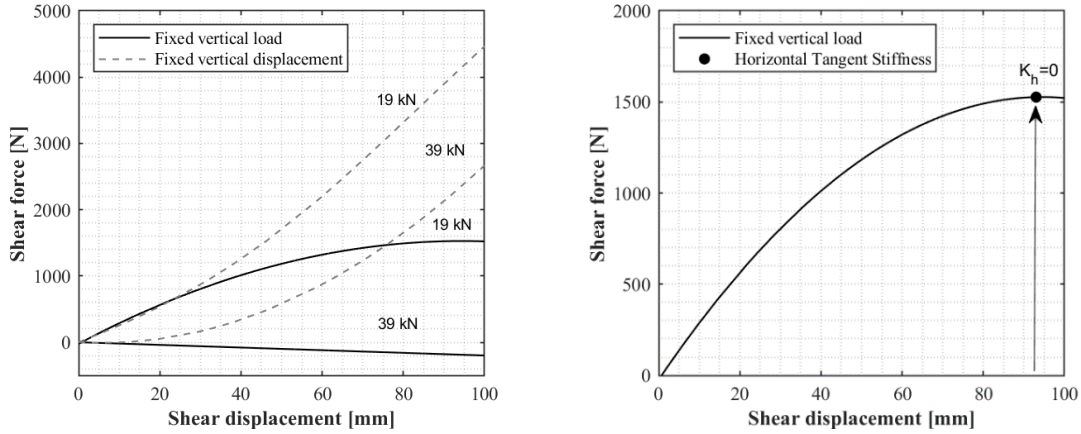 5000
4000
3000
2000
1000
0
Shear force [N]
Fixed vertical load
Fixed vertical displacement
19 kN
39 kN
19 kN
39 kN
0 20 40 60 80 100
Shear displacement [mm]
2000
1500
1000
500
0
Shear force [N]
Fixed vertical load
Horizontal Tangent Stiffness
K_h=0
0 20 40 60 80 100
Shear displacement [mm]